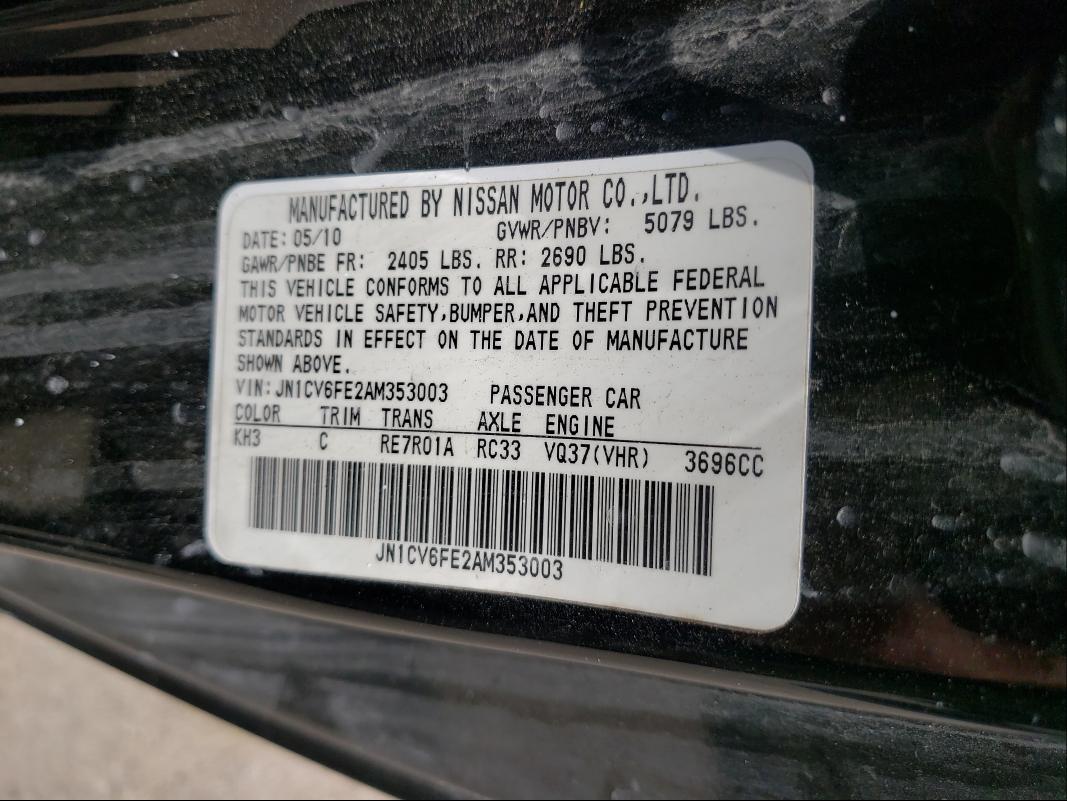 MANUFACTURED BY NISSAN MOTOR CO.,LTD.
DATE: 05/10 GVWR/PNBV: 5079 LBS.
GAWR/PNBE FR: 2405 LBS. RR: 2690 LBS.
THIS VEHICLE CONFORMS TO ALL APPLICABLE FEDERAL
MOTOR VEHICLE SAFETY,BUMPER,AND THEFT PREVENTION
STANDARDS IN EFFECT ON THE DATE OF MANUFACTURE
SHOWN ABOVE.
VIN: JN1CV6FE2AM353003 PASSENGER CAR
COLOR TRIM TRANS AXLE ENGINE
KH3 C RE7R01A RC33 VQ37(VHR) 3696CC
JN1CV6FE2AM353003